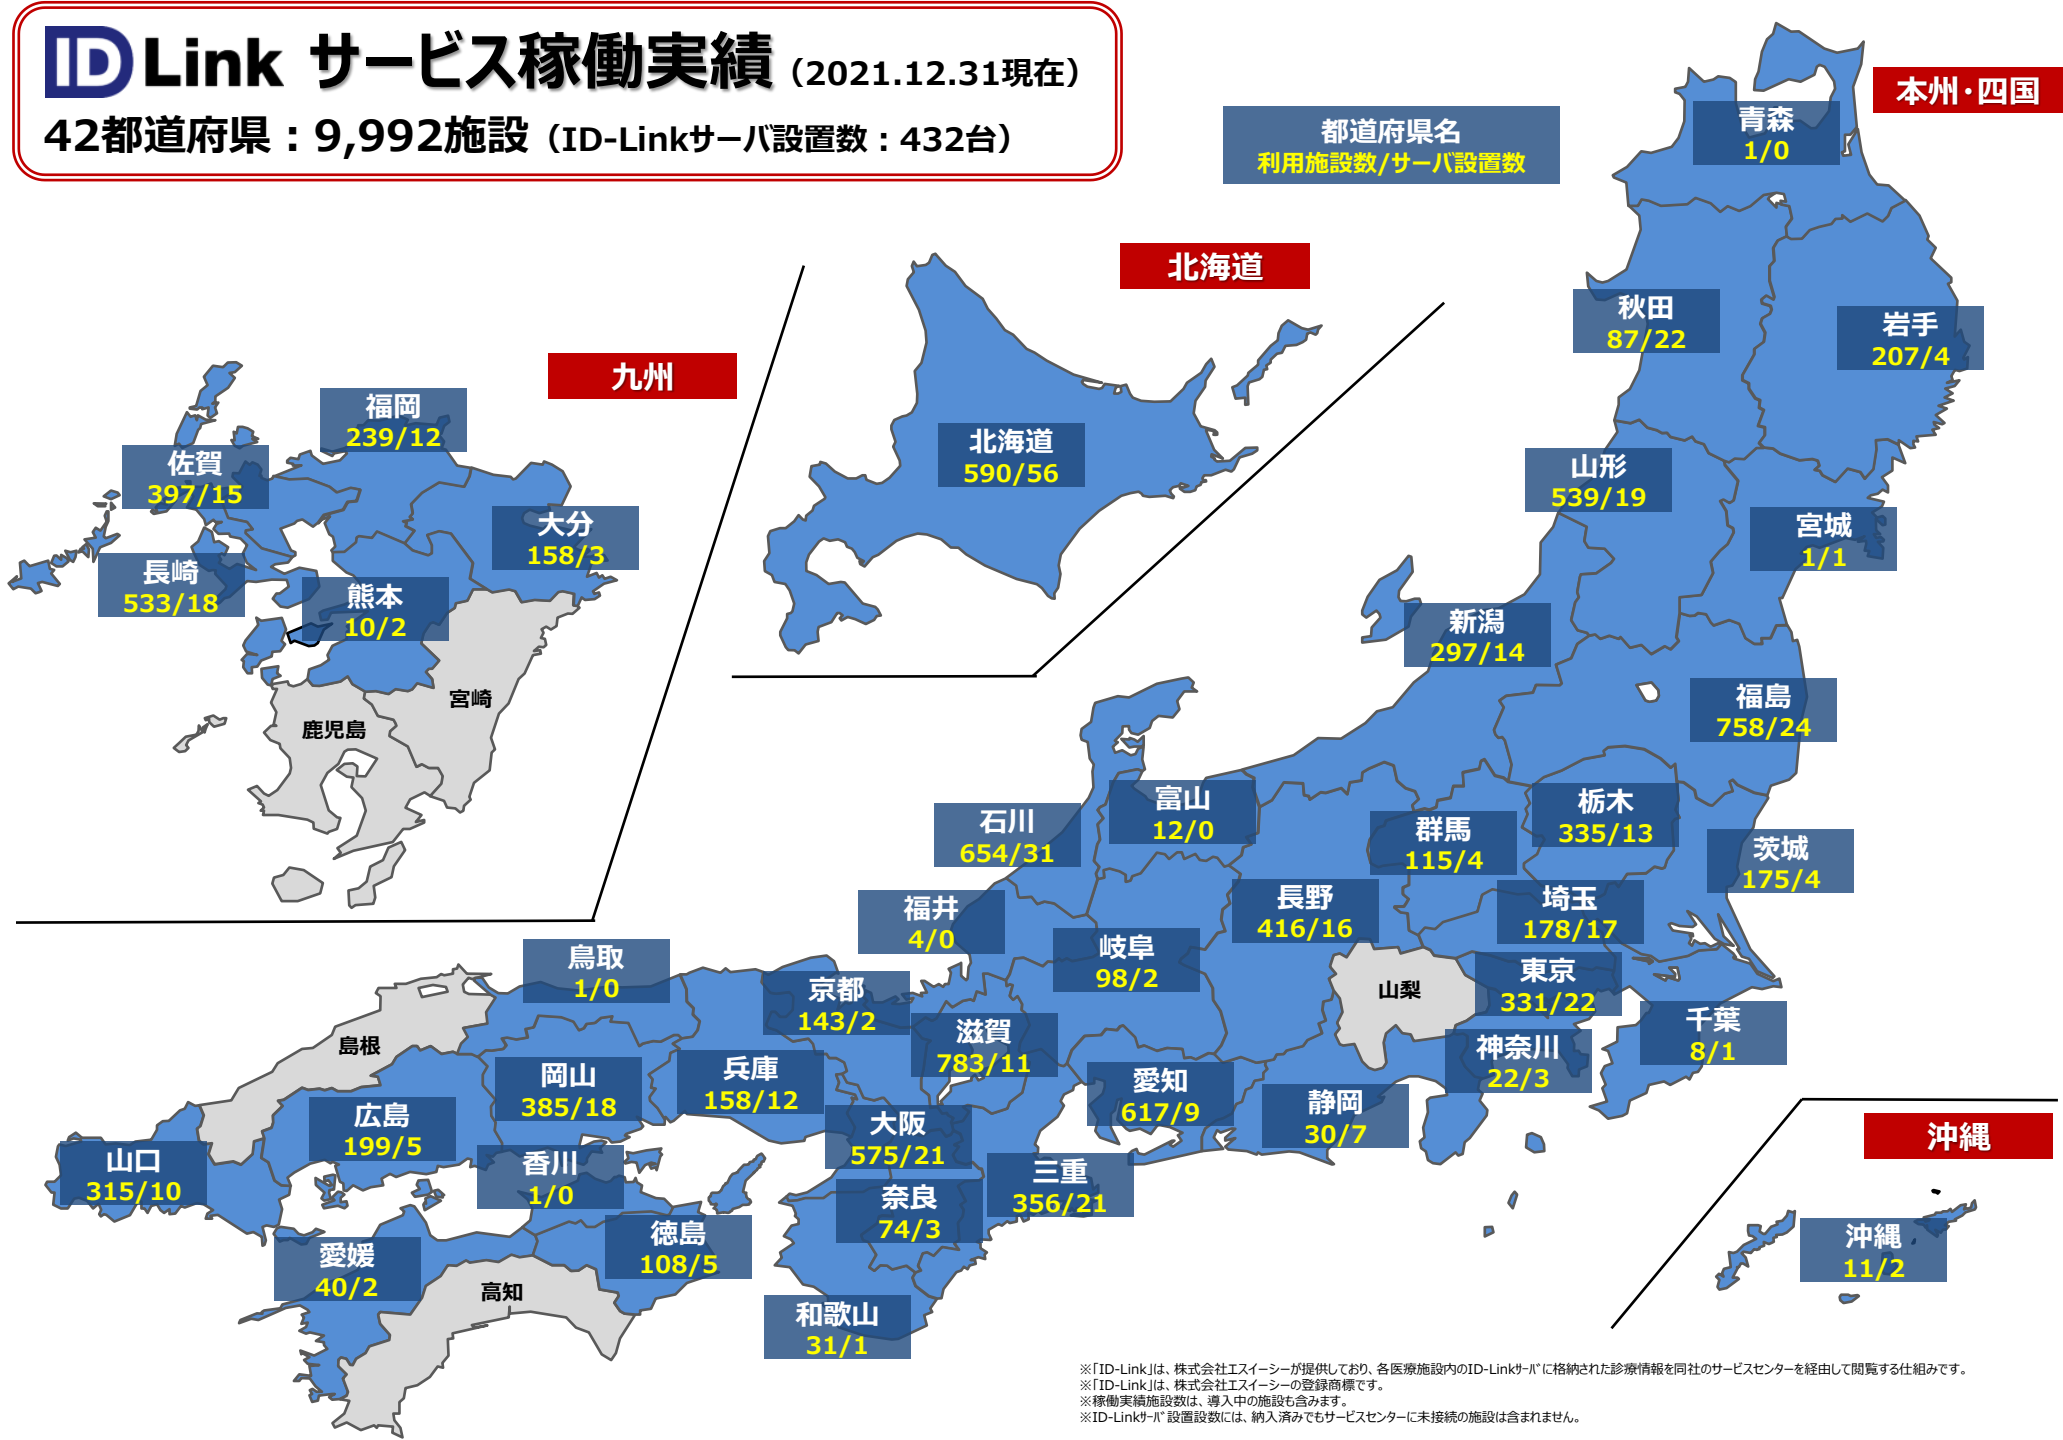 ID Link サービス稼働実績（2021.12.31現在）
42都道府県：9,992施設（ID-Linkサーバ設置数：432台）
都道府県名
利用施設数/サーバ設置数
本州・四国
青森
1/0
秋田
87/22
岩手
207/4
山形
539/19
宮城
1/1
新潟
297/14
福島
758/24
富山
12/0
石川
654/31
群馬
115/4
栃木
335/13
茨城
175/4
福井
4/0
岐阜
98/2
長野
416/16
埼玉
178/17
山梨
東京
331/22
千葉
8/1
神奈川
22/3
静岡
30/7
愛知
617/9
滋賀
783/11
京都
143/2
鳥取
1/0
島根
岡山
385/18
兵庫
158/12
広島
199/5
山口
315/10
大阪
575/21
三重
356/21
奈良
74/3
和歌山
31/1
香川
1/0
徳島
108/5
愛媛
40/2
高知
北海道
北海道
590/56
九州
福岡
239/12
佐賀
397/15
長崎
533/18
大分
158/3
熊本
10/2
宮崎
鹿児島
沖縄
沖縄
11/2
※「ID-Link」は、株式会社エスイーシーが提供しており、各医療施設内のID-Linkｻｰﾊﾞに格納された診療情報を同社のサービスセンターを経由して閲覧する仕組みです。
※「ID-Link」は、株式会社エスイーシーの登録商標です。
※稼働実績施設数は、導入中の施設も含みます。
※ID-Linkｻｰﾊﾞ設置設数には、納入済みでもサービスセンターに未接続の施設は含まれません。